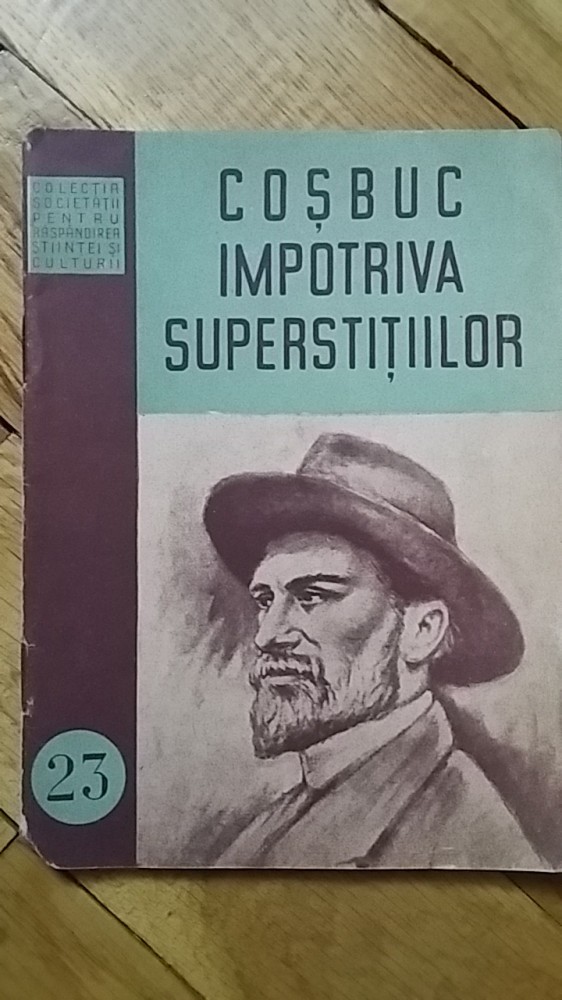 COLECȚIA
SOCIETĂȚII
PENTRU
RĂSPÂNDIREA
ȘTIINȚEI ȘI
CULTURII
COȘBUC
IMPOTRIVA
SUPERSTIȚIILOR
23